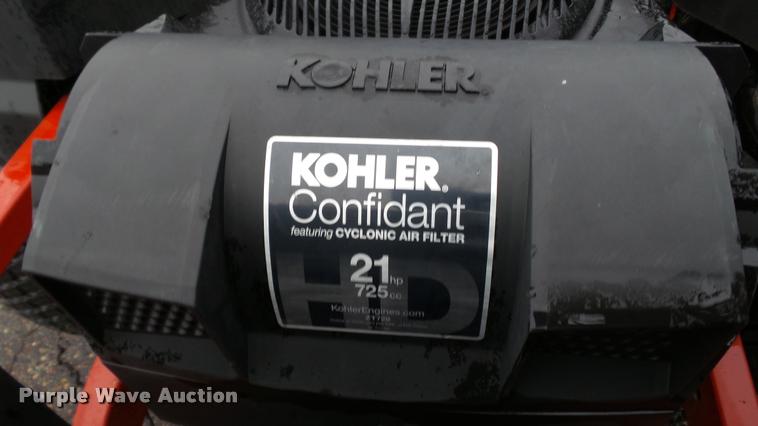 KOHLER.
KOHLER.
Confidant
featuring CYCLONIC AIR FILTER
21 hp
725 cc
HD
KohlerEngines.com
Purple Wave Auction